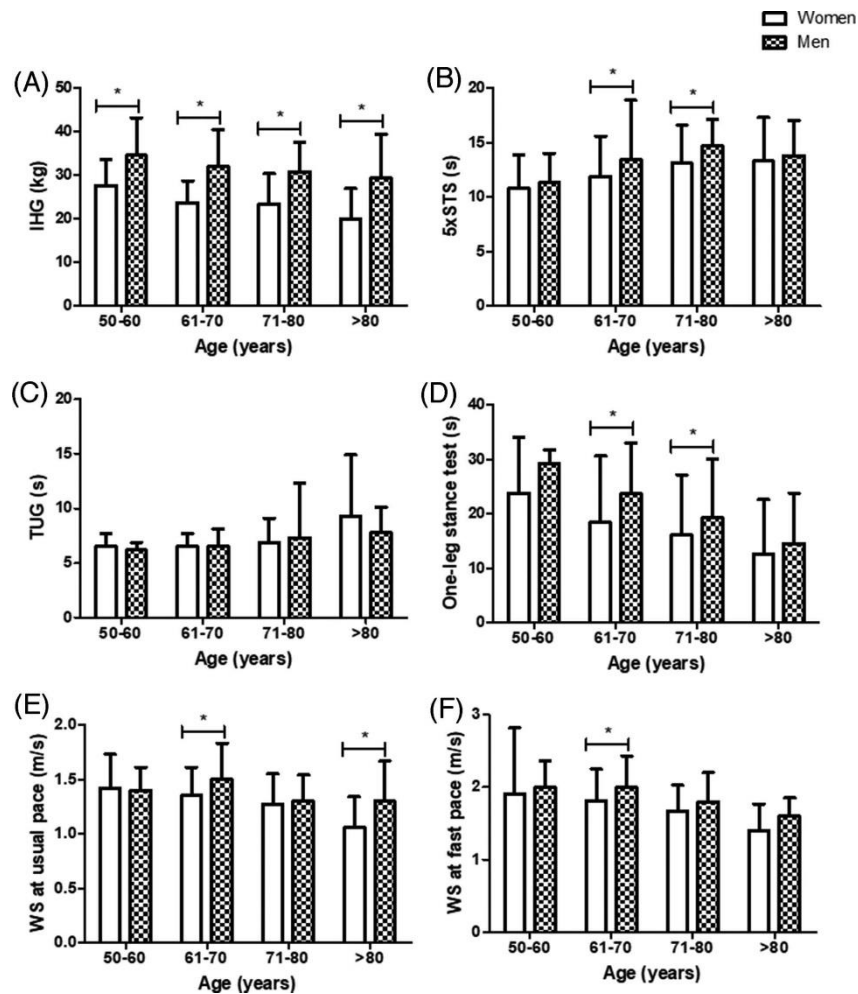 Women
Men
(A)
50
40
30
20
10
0
IHG (kg)
* * * *
50-60 61-70 71-80 >80
Age (years)
(B)
20
15
10
5
0
5xSTS (s)
* *
50-60 61-70 71-80 >80
Age (years)
(C)
20
15
10
5
0
TUG (s)
50-60 61-70 71-80 >80
Age (years)
(D)
40
30
20
10
0
One-leg stance test (s)
* *
50-60 61-70 71-80 >80
Age (years)
(E)
2.0
1.5
1.0
0.5
0.0
WS at usual pace (m/s)
* *
50-60 61-70 71-80 >80
Age (years)
(F)
3
2
1
0
WS at fast pace (m/s)
*
50-60 61-70 71-80 >80
Age (years)